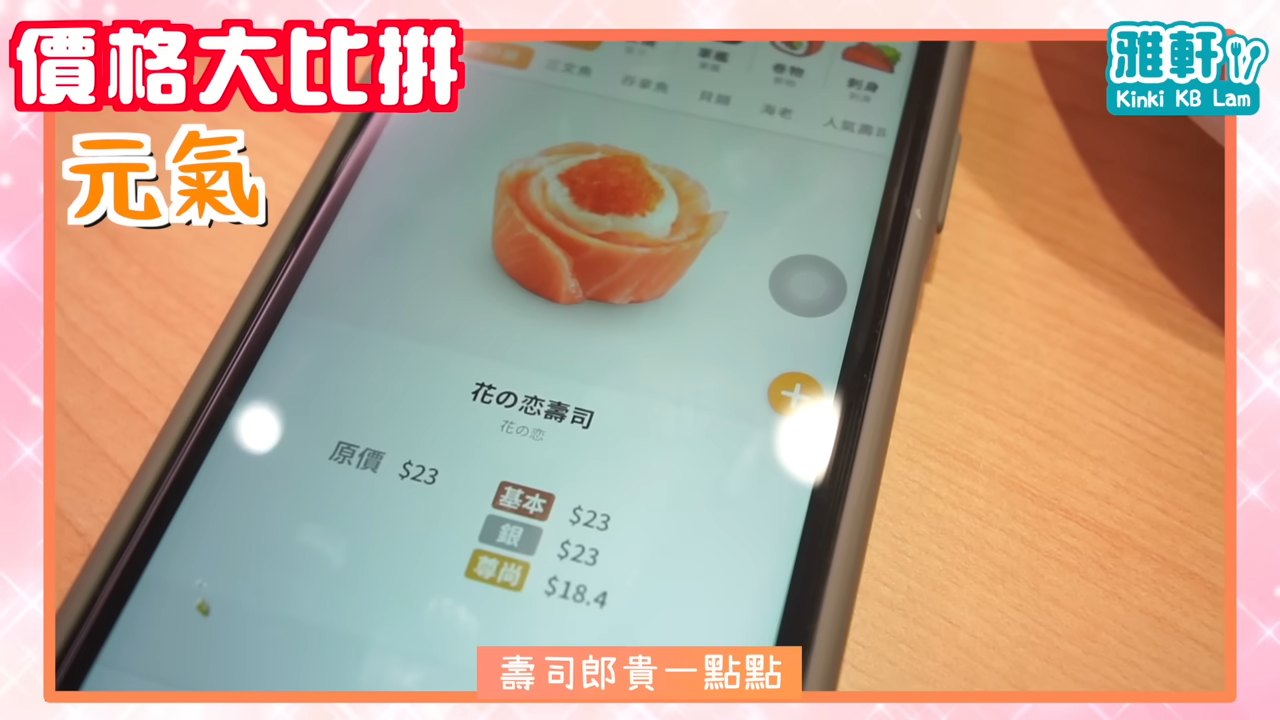 價格大比拼
元氣
雅軒
Kinki KB Lam
軍艦
卷物
刺身
三文魚
吞拿魚
貝類
海老
人氣壽司
花の恋壽司
花の恋
原價 $23
基本 $23
銀 $23
尊尚 $18.4
壽司郎貴一點點